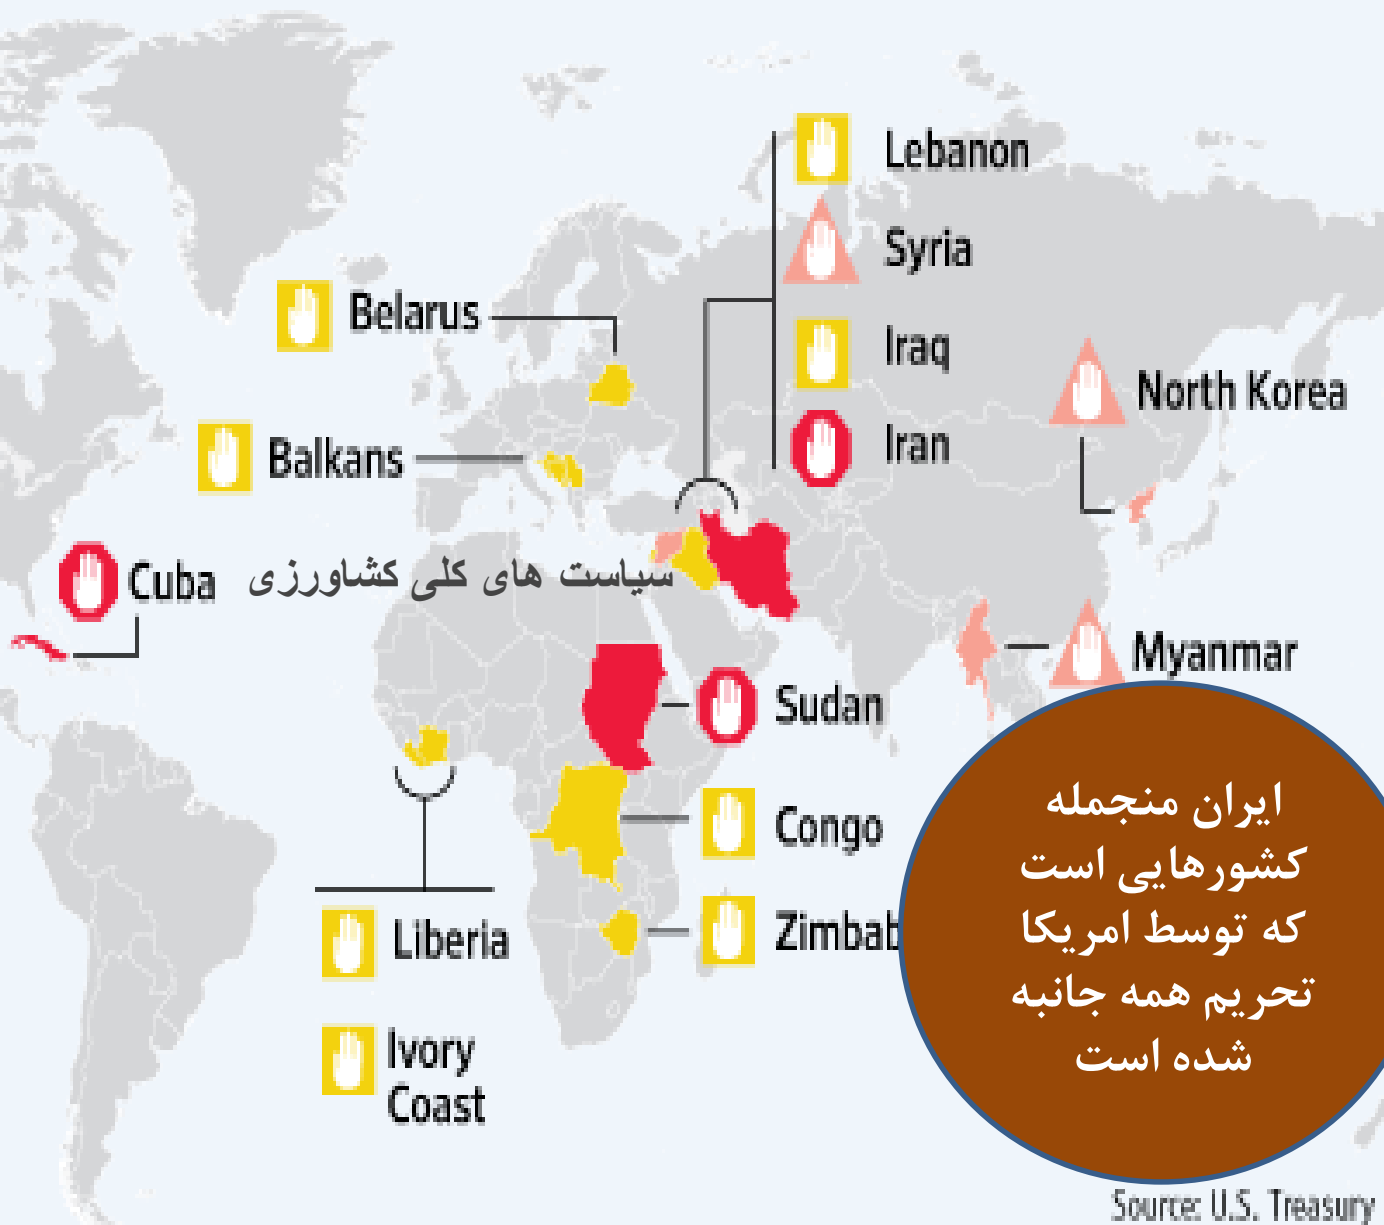 Lebanon
Syria
Belarus
Iraq
North Korea
Iran
Balkans
Cuba
سیاست های کلی کشاورزی
Myanmar
Sudan
Congo
Zimbab
Liberia
Ivory
Coast
ایران منجمله
کشورهایی است
که توسط امریکا
تحریم همه جانبه
شده است
Source: U.S. Treasury